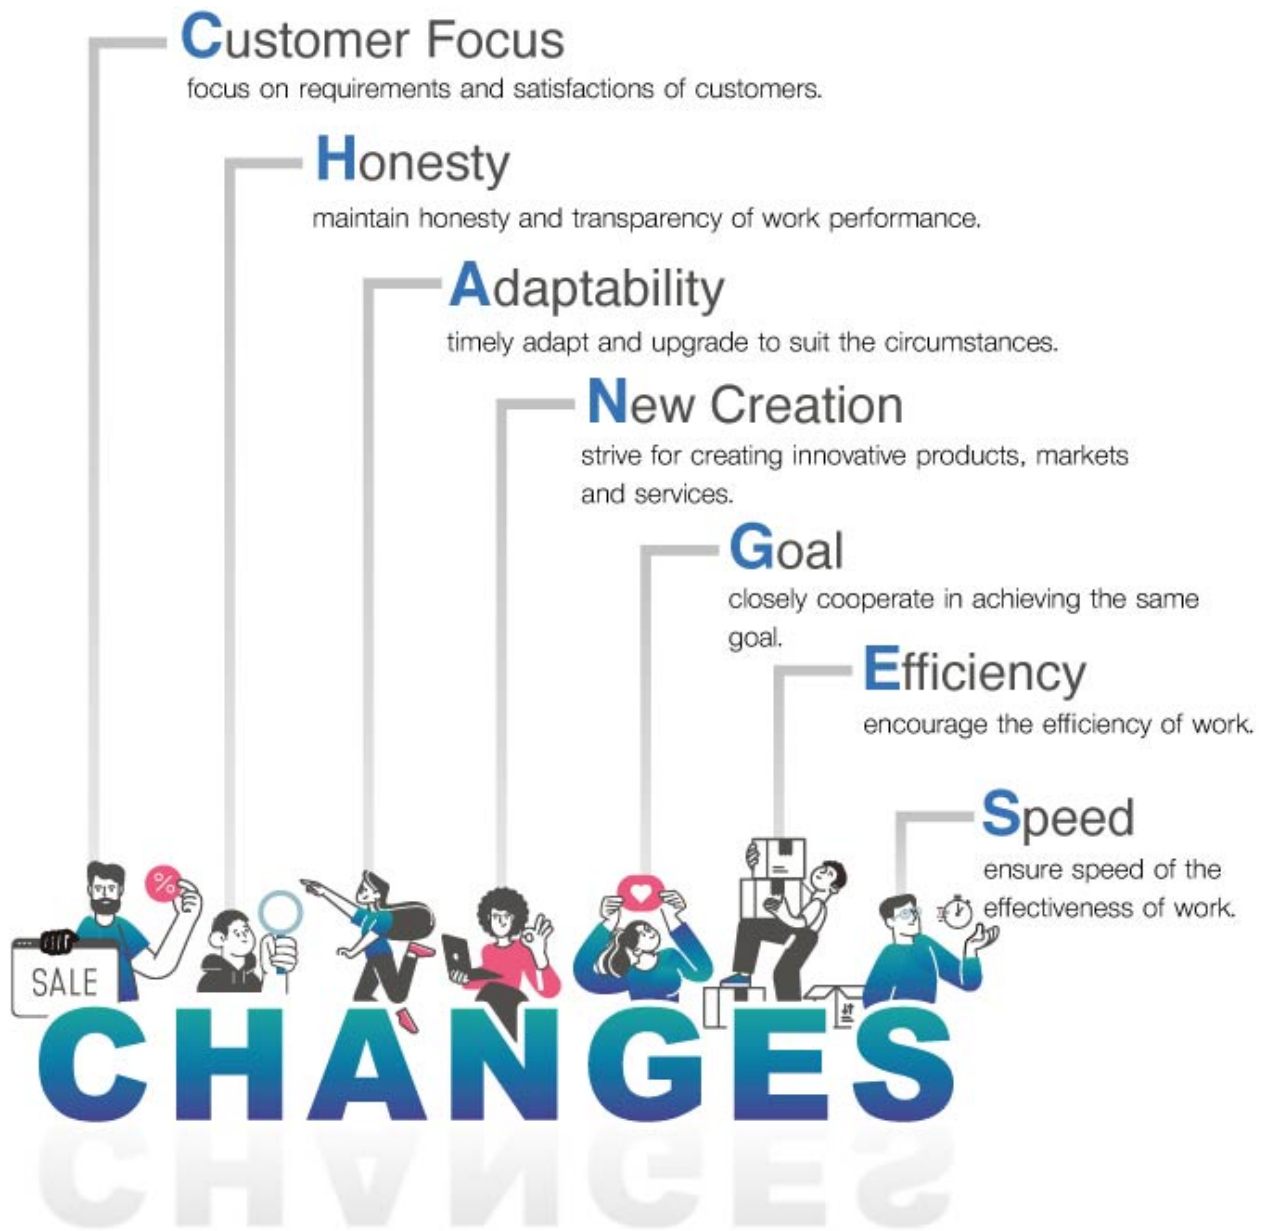 Customer Focus
focus on requirements and satisfactions of customers.
Honesty
maintain honesty and transparency of work performance.
Adaptability
timely adapt and upgrade to suit the circumstances.
New Creation
strive for creating innovative products, markets
and services.
Goal
closely cooperate in achieving the same
goal.
Efficiency
encourage the efficiency of work.
Speed
ensure speed of the
effectiveness of work.
%
SALE
CHANGES